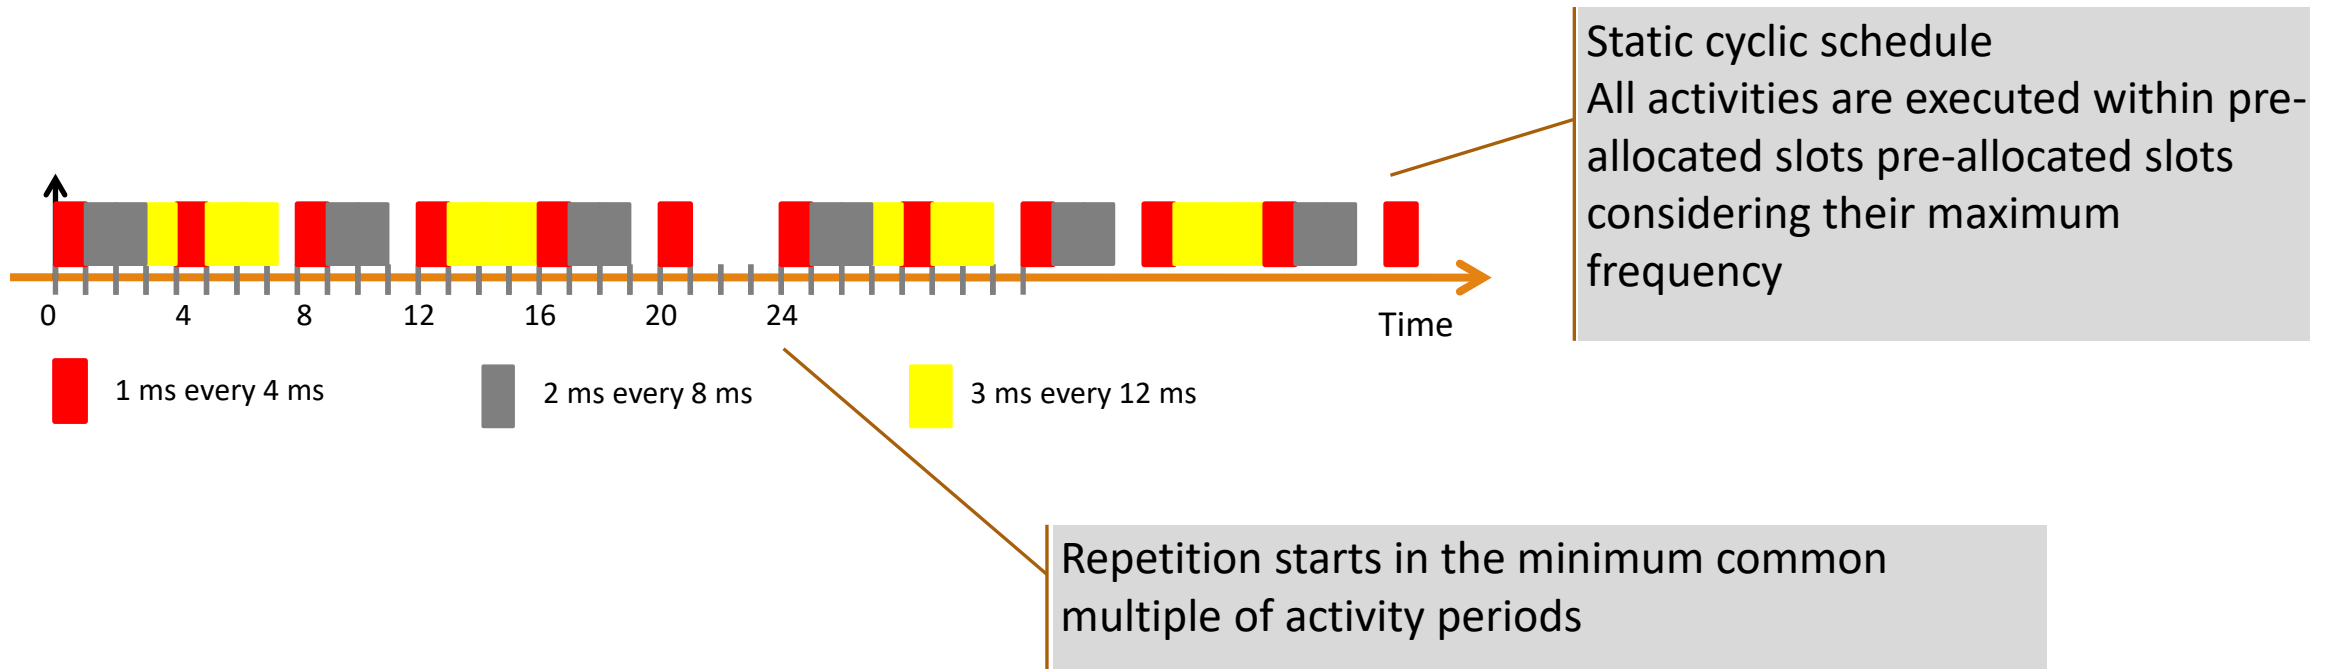 Static cyclic schedule
All activities are executed within pre-
allocated slots pre-allocated slots
considering their maximum
frequency
0 4 8 12 16 20 24
Time
1 ms every 4 ms 2 ms every 8 ms 3 ms every 12 ms
Repetition starts in the minimum common
multiple of activity periods